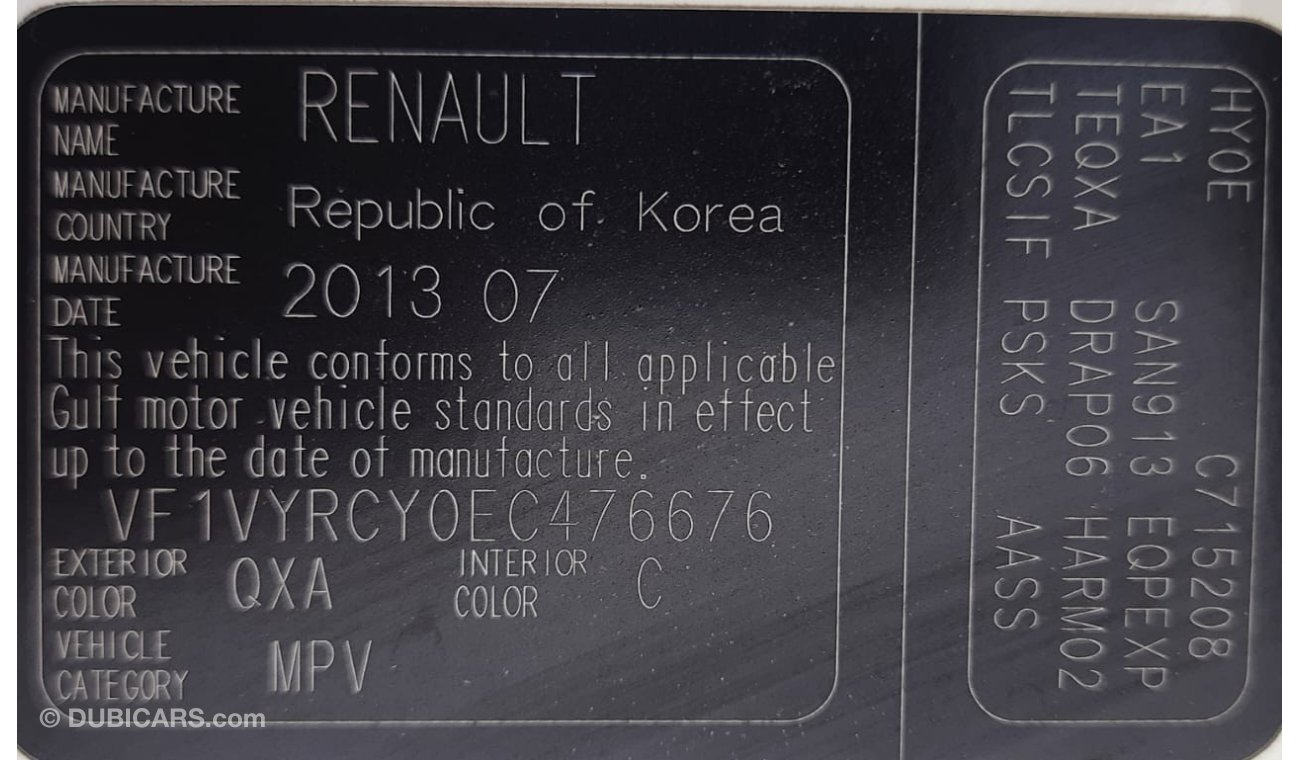 MANUFACTURE
NAME
RENAULT
MANUFACTURE
COUNTRY
Republic of Korea
MANUFACTURE
DATE
2013 07
This vehicle conforms to all applicable
Gulf motor vehicle standards in effect
up to the date of manufacture.
VF1VYRCY0EC476676
EXTERIOR
COLOR
QXA
INTERIOR
COLOR
C
VEHICLE
CATEGORY
MPV
HYOE C715208
EA1 SAN913 EQPEXP
TEQXA DRAP06 HARM02
TLCSIF PSKS AASS
© DUBICARS.com